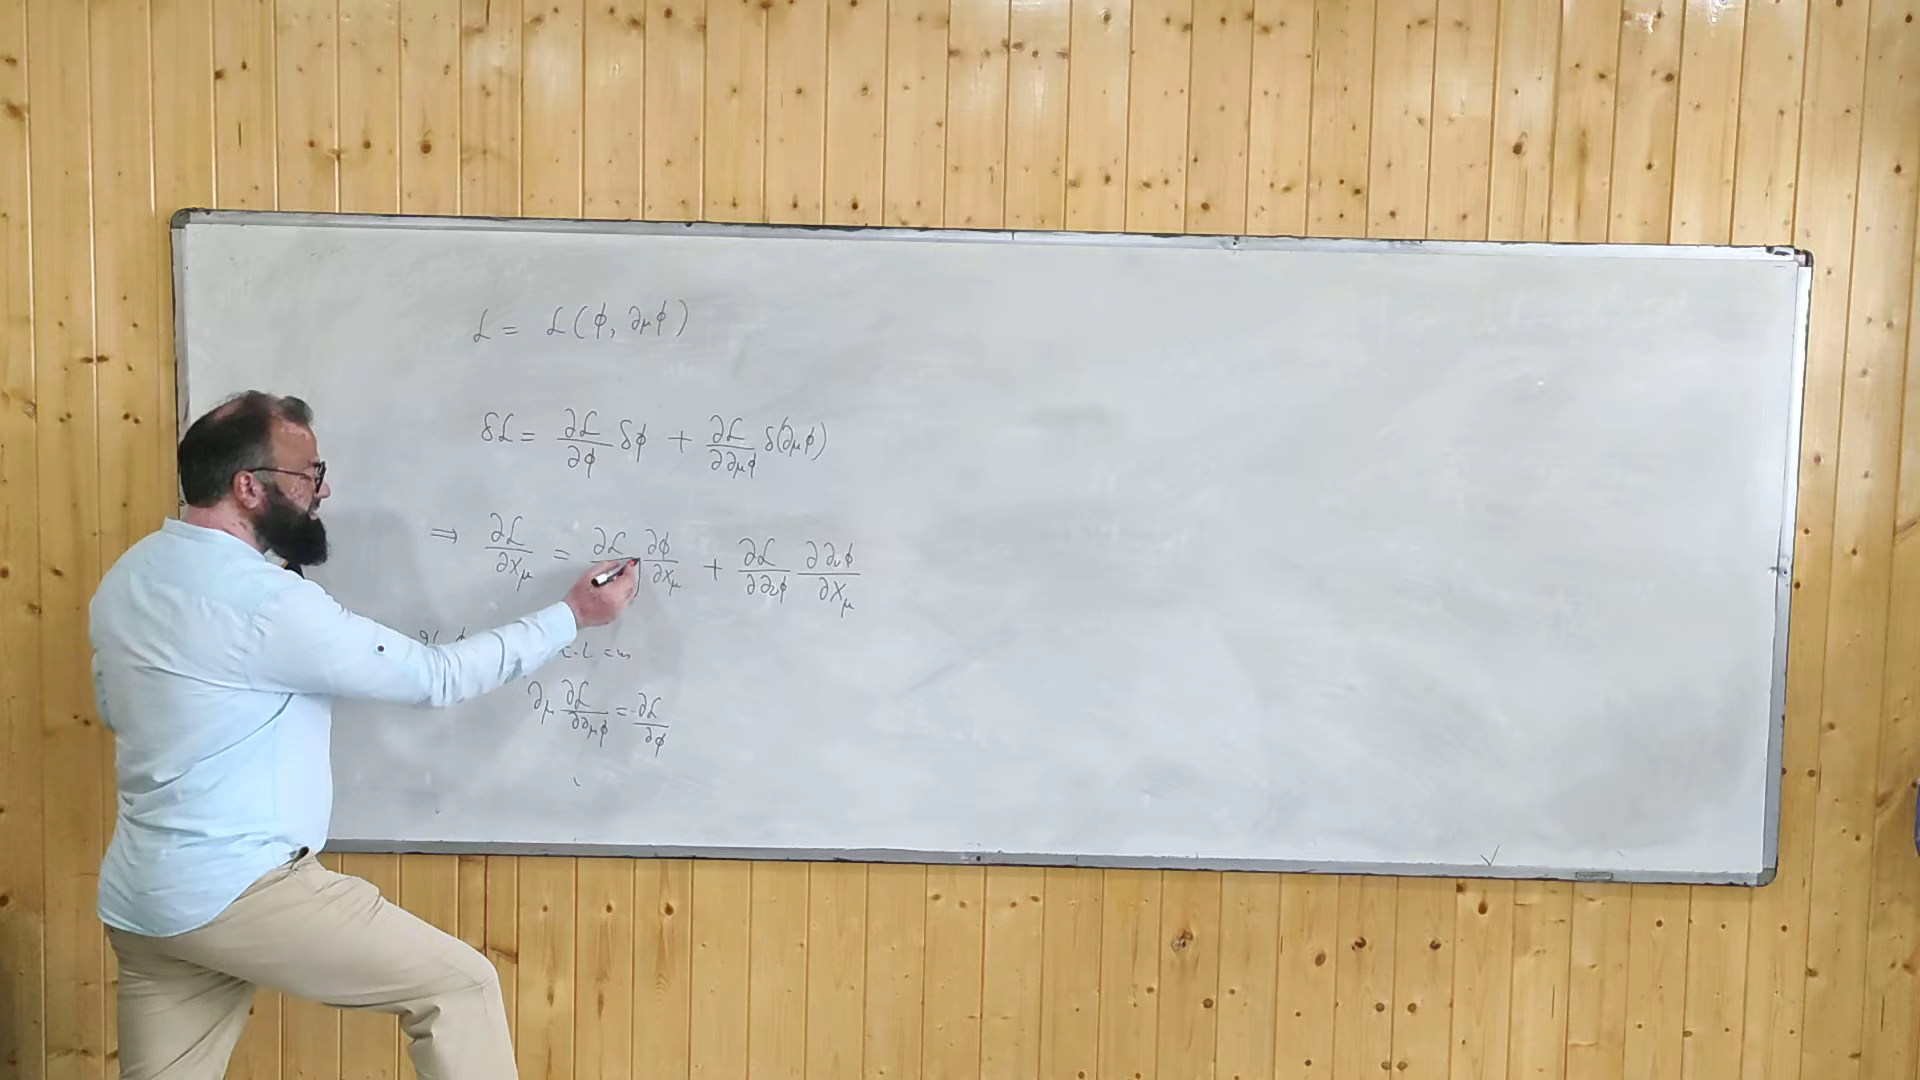 ℒ = ℒ(ϕ, ∂μϕ)
δℒ = ∂ℒ/∂ϕ δϕ + ∂ℒ/∂∂μϕ δ(∂μϕ)
⇒ ∂ℒ/∂xμ = ∂ℒ/ ∂ϕ/∂xμ + ∂ℒ/∂∂νϕ ∂∂νϕ/∂xμ
∂μ ∂ℒ/∂∂μϕ = ∂ℒ/∂ϕ